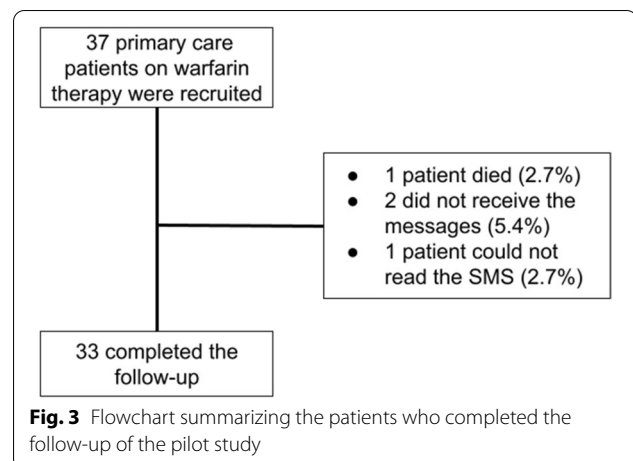 37 primary care
patients on warfarin
therapy were recruited
● 1 patient died (2.7%)
● 2 did not receive the
messages (5.4%)
● 1 patient could not
read the SMS (2.7%)
33 completed the
follow-up
Fig. 3 Flowchart summarizing the patients who completed the
follow-up of the pilot study